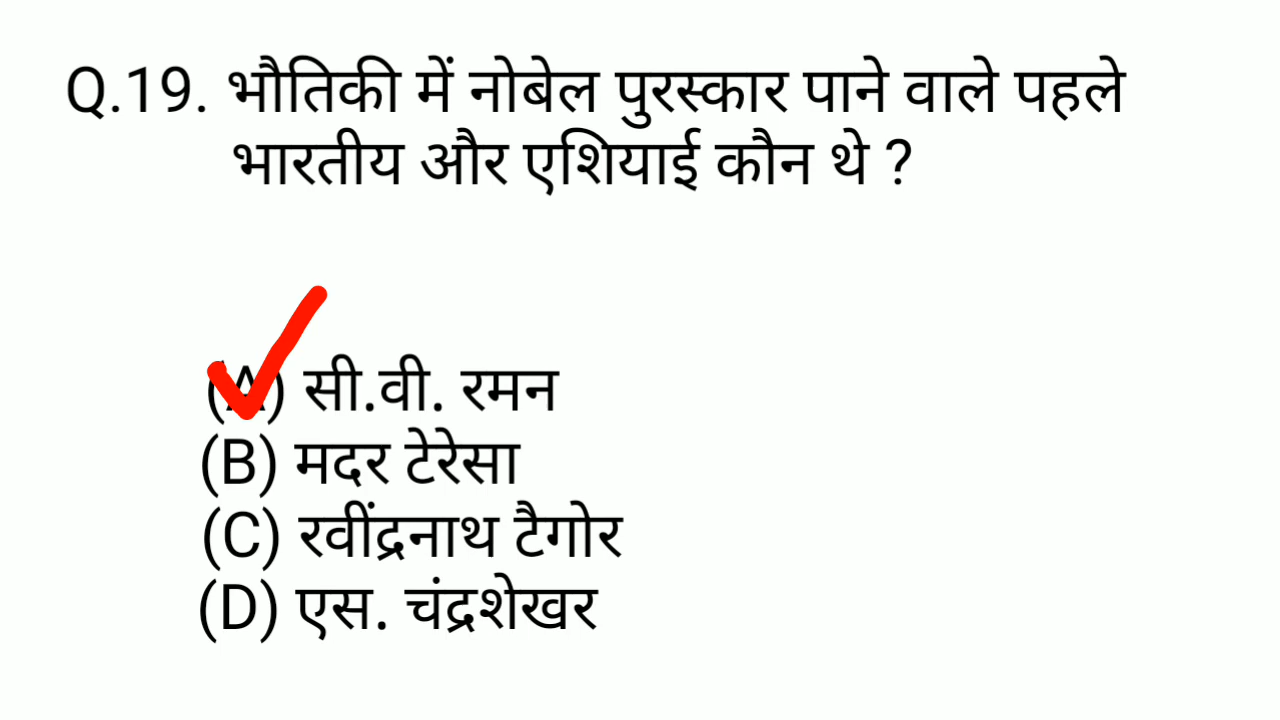 Q.19. भौतिकी में नोबेल पुरस्कार पाने वाले पहले
भारतीय और एशियाई कौन थे ?
(A) सी.वी. रमन
(B) मदर टेरेसा
(C) रवींद्रनाथ टैगोर
(D) एस. चंद्रशेखर